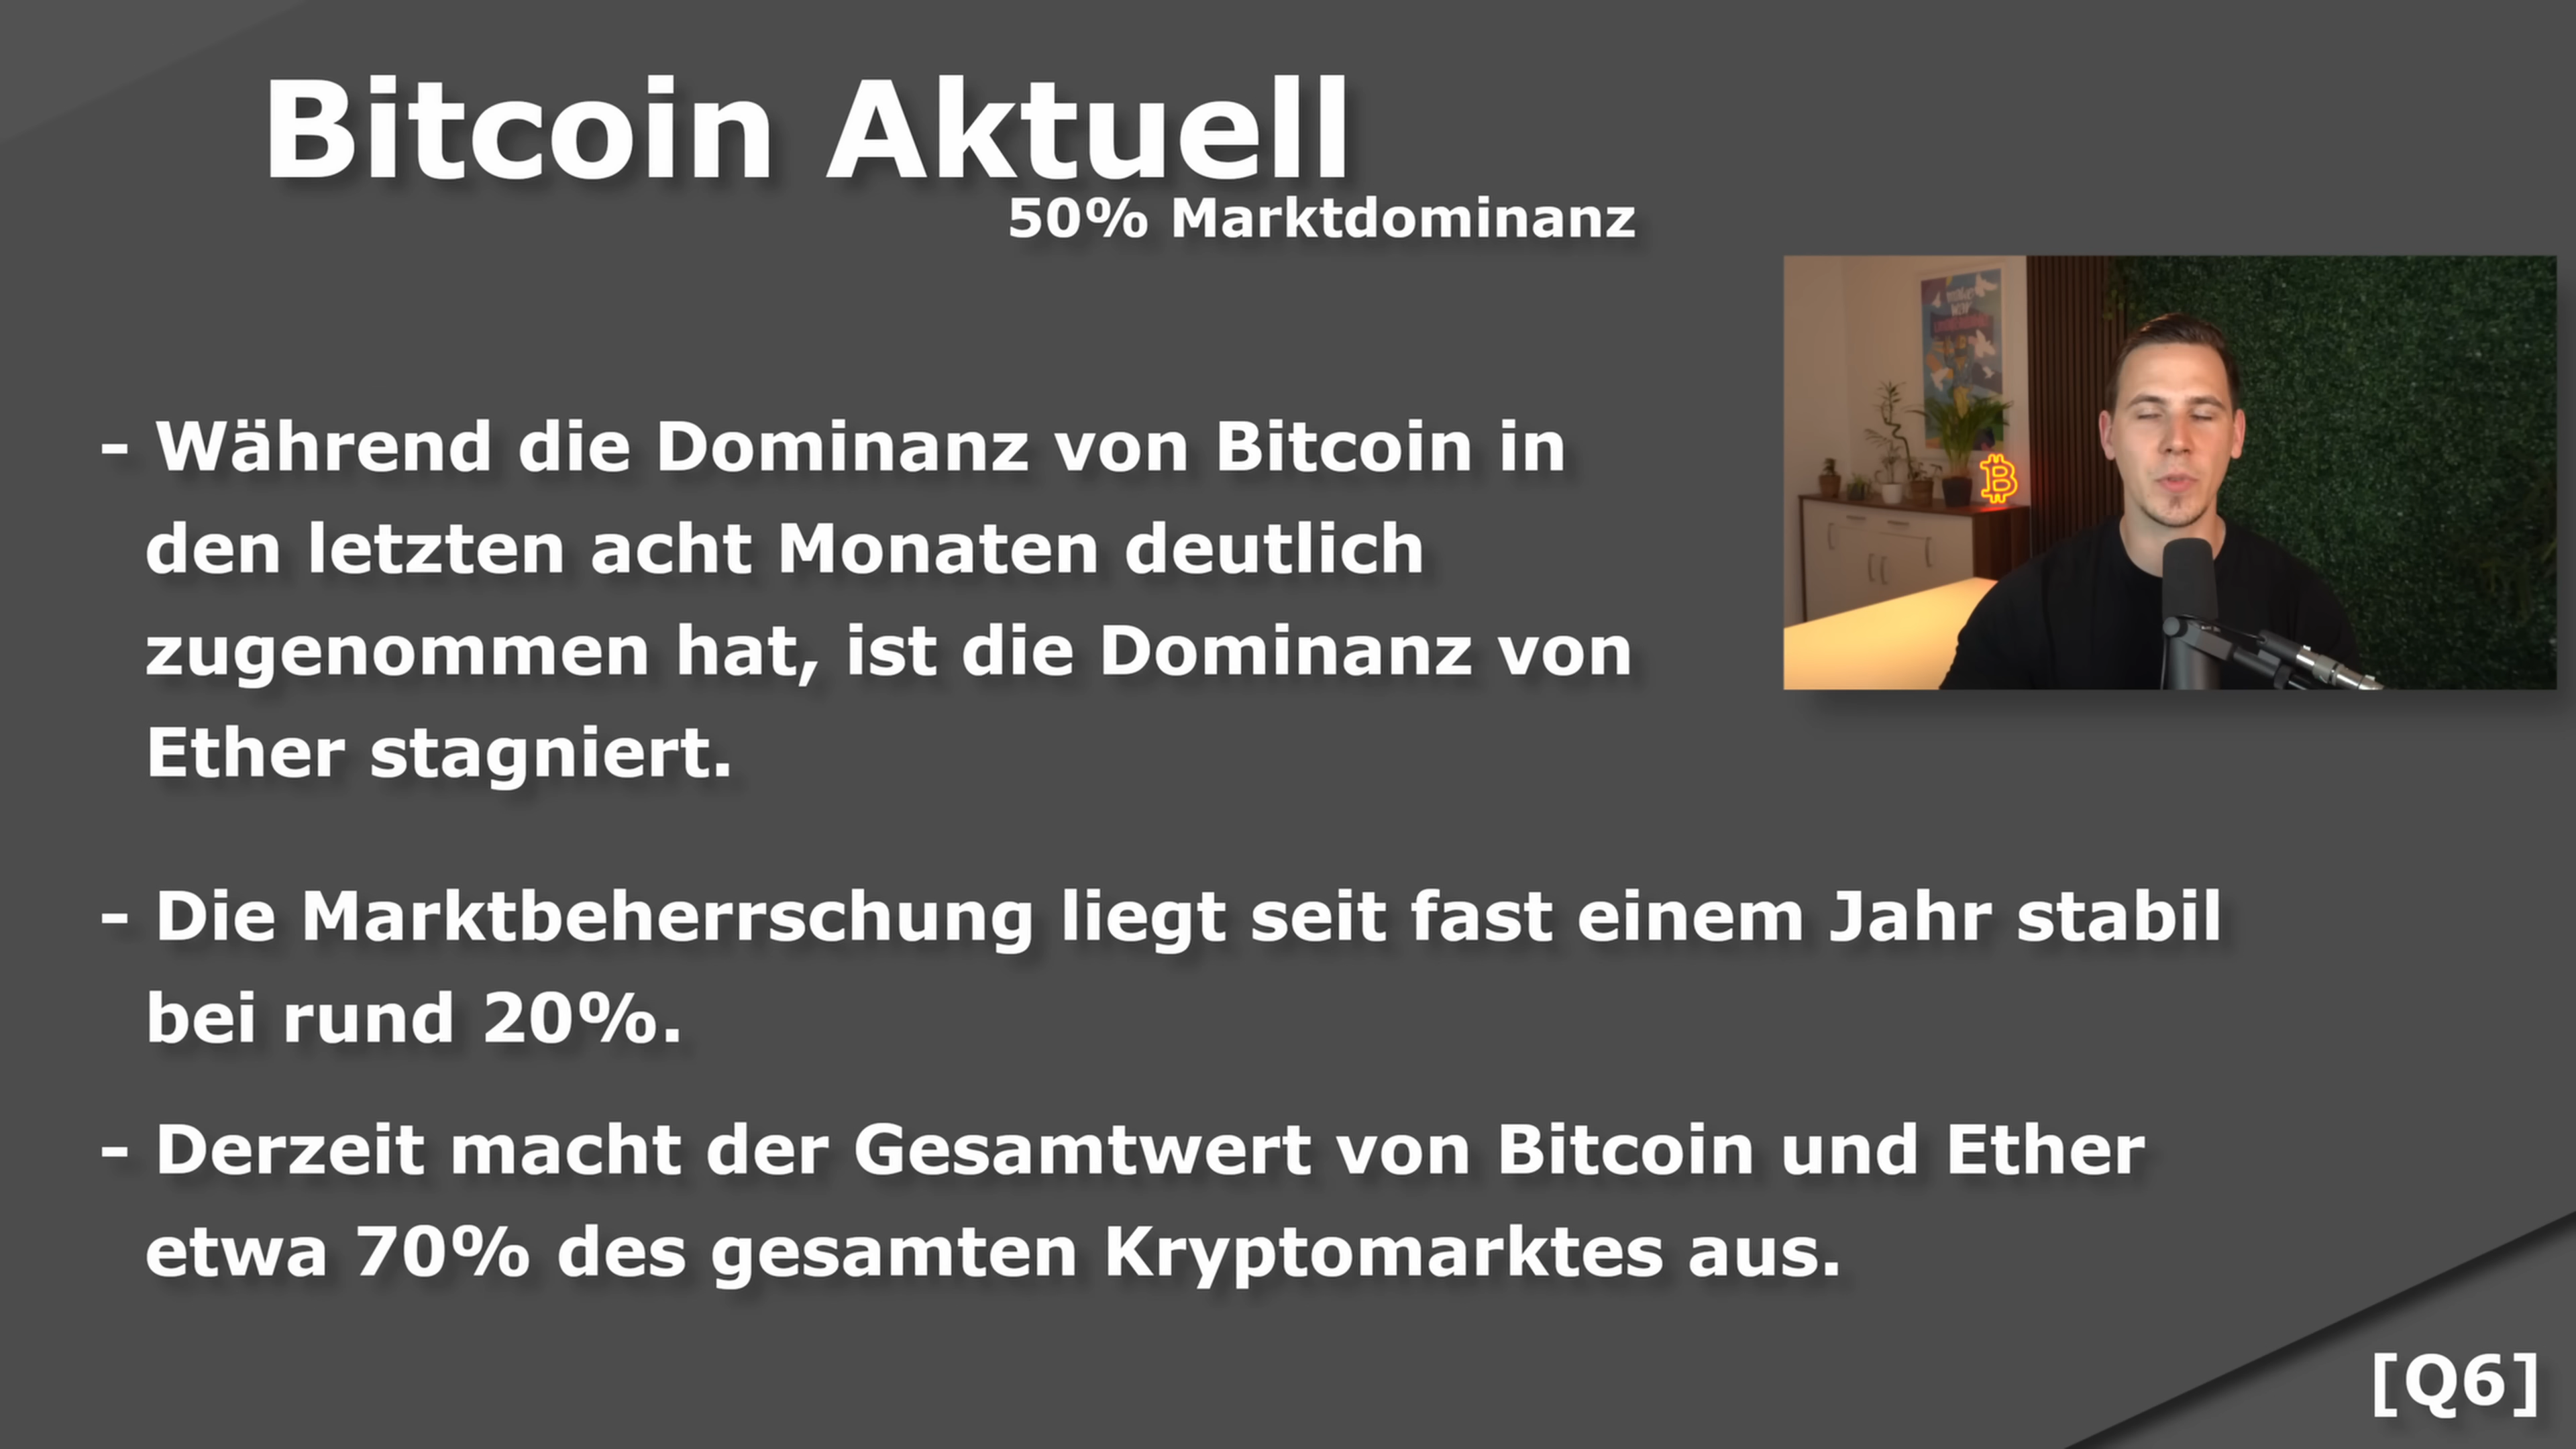 Bitcoin Aktuell
50% Marktdominanz
- Während die Dominanz von Bitcoin in
den letzten acht Monaten deutlich
zugenommen hat, ist die Dominanz von
Ether stagniert.
- Die Marktbeherrschung liegt seit fast einem Jahr stabil
bei rund 20%.
- Derzeit macht der Gesamtwert von Bitcoin und Ether
etwa 70% des gesamten Kryptomarktes aus.
[Q6]